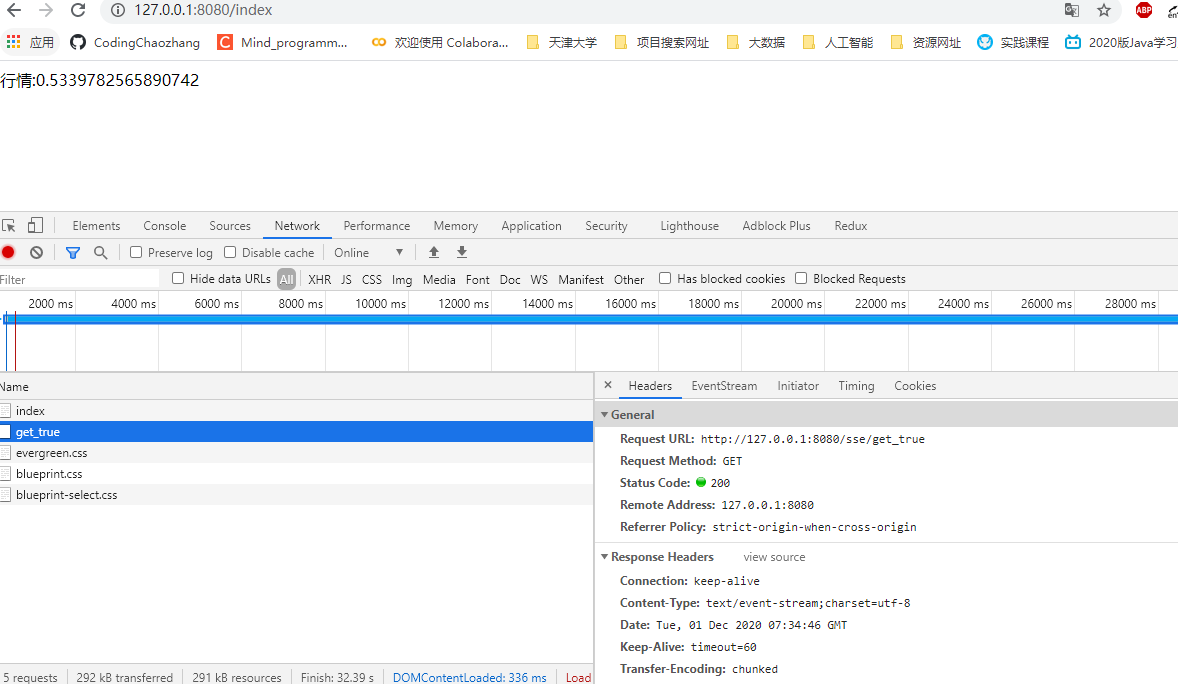 127.0.0.1:8080/index
ABP
en
应用 CodingChaozhang Mind_programm... 欢迎使用 Colabora... 天津大学 项目搜索网址 大数据 人工智能 资源网址 实践课程 2020版Java学习
行情:0.5339782565890742
Elements Console Sources Network Performance Memory Application Security Lighthouse Adblock Plus Redux
Preserve log Disable cache Online
Filter Hide data URLs All XHR JS CSS Img Media Font Doc WS Manifest Other Has blocked cookies Blocked Requests
2000 ms 4000 ms 6000 ms 8000 ms 10000 ms 12000 ms 14000 ms 16000 ms 18000 ms 20000 ms 22000 ms 24000 ms 26000 ms 28000 ms
Name
index
get_true
evergreen.css
blueprint.css
blueprint-select.css
5 requests 292 kB transferred 291 kB resources Finish: 32.39 s DOMContentLoaded: 336 ms Load
× Headers EventStream Initiator Timing Cookies
General
Request URL: http://127.0.0.1:8080/sse/get_true
Request Method: GET
Status Code: 200
Remote Address: 127.0.0.1:8080
Referrer Policy: strict-origin-when-cross-origin
Response Headers view source
Connection: keep-alive
Content-Type: text/event-stream;charset=utf-8
Date: Tue, 01 Dec 2020 07:34:46 GMT
Keep-Alive: timeout=60
Transfer-Encoding: chunked